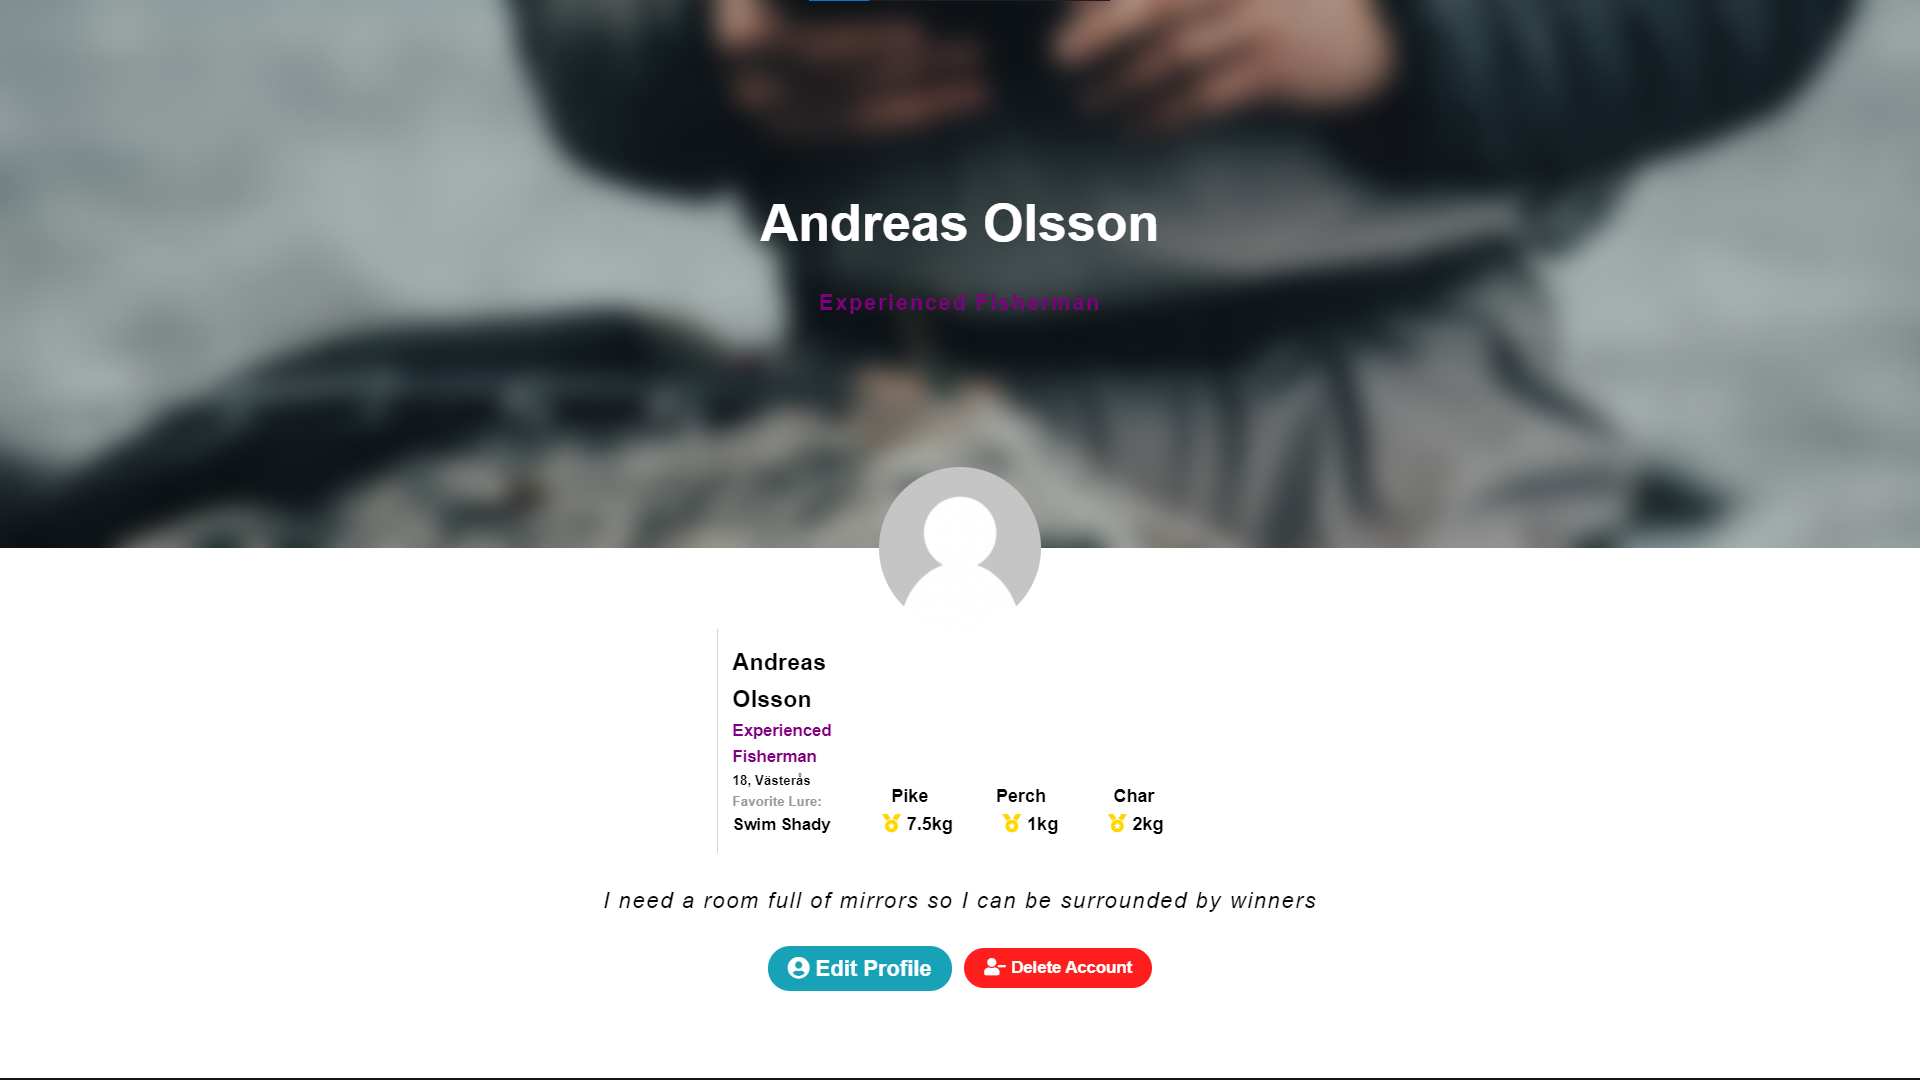 Andreas Olsson
Experienced Fisherman
Andreas
Olsson
Experienced
Fisherman
18, Västerås
Favorite Lure:
Swim Shady
Pike
Perch
Char
7.5kg
1kg
2kg
I need a room full of mirrors so I can be surrounded by winners
Edit Profile
Delete Account